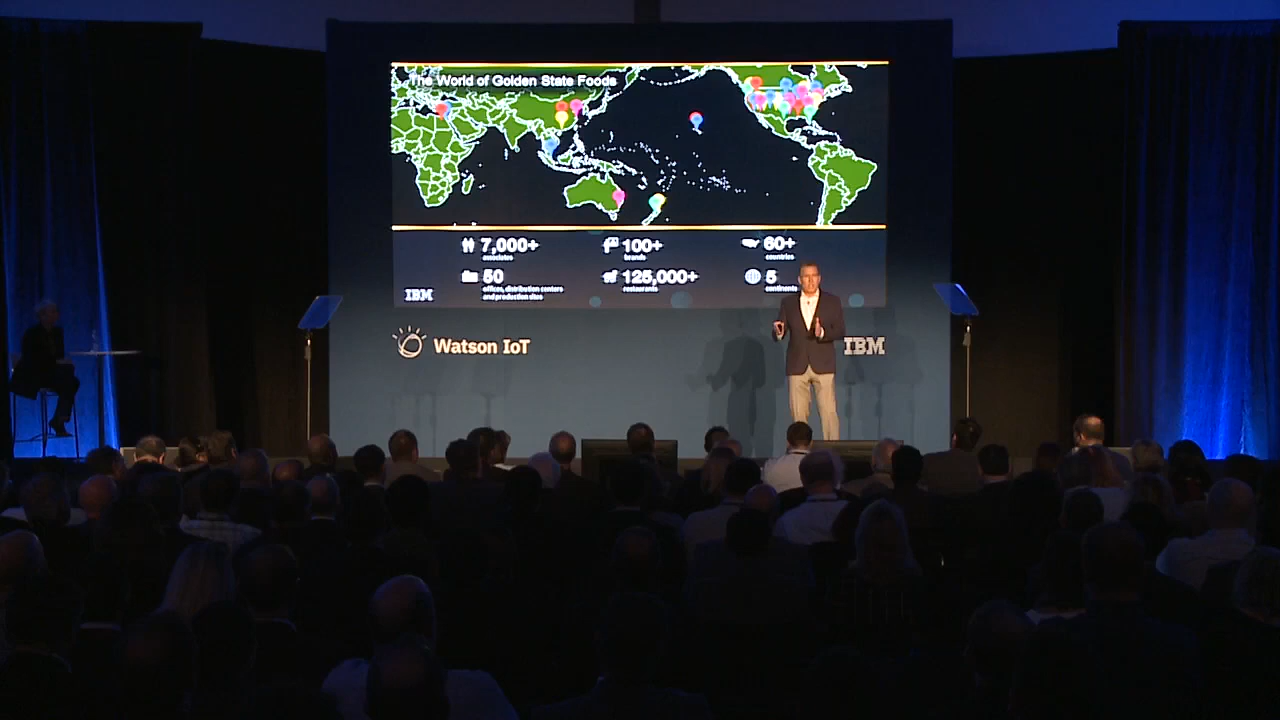 The World of Golden State Foods
7,000+
associates
100+
brands
60+
countries
50
offices, distribution centers
and production sites
125,000+
restaurants
5
continents
IBM
Watson IoT
IBM